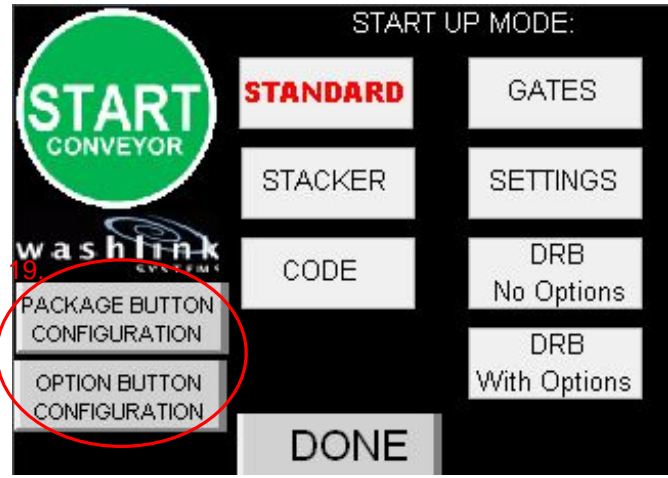 START UP MODE:
START
CONVEYOR
STANDARD
GATES
STACKER
SETTINGS
washlink
SYSTEMS
CODE
DRB
No Options
19.
PACKAGE BUTTON
CONFIGURATION
OPTION BUTTON
CONFIGURATION
DRB
With Options
DONE